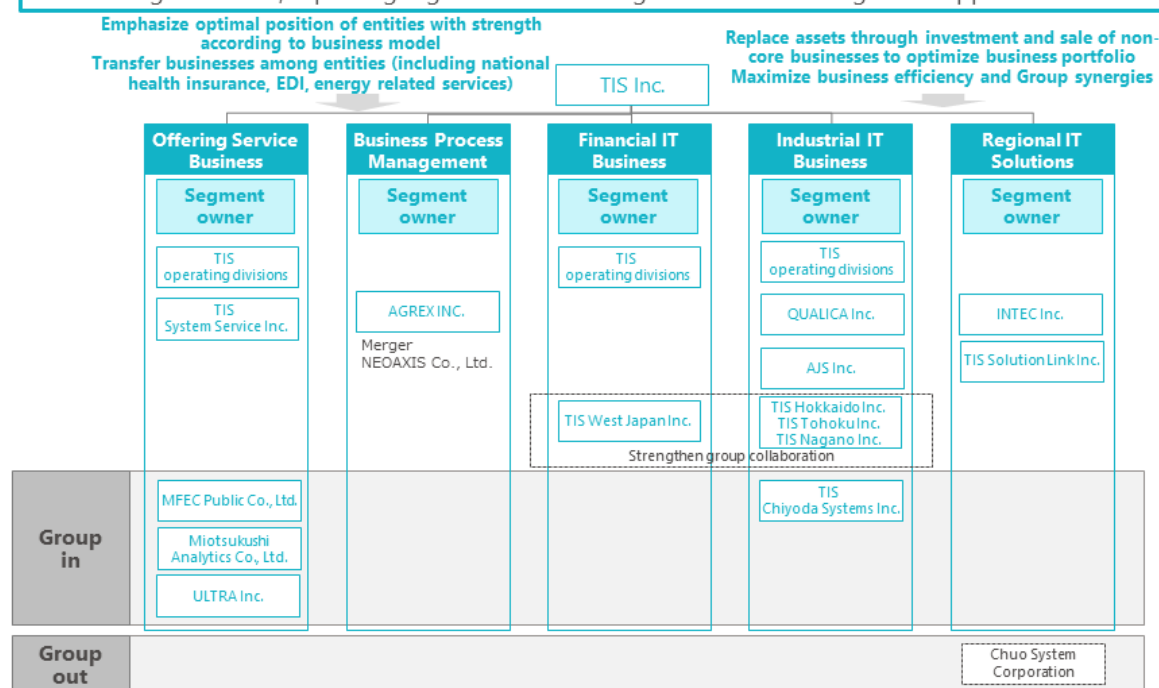 Emphasize optimal position of entities with strength
according to business model
Transfer businesses among entities (including national
health insurance, EDI, energy related services)
Replace assets through investment and sale of non-
core businesses to optimize business portfolio
Maximize business efficiency and Group synergies
TIS Inc.
Offering Service
Business
Segment
owner
TIS
operating divisions
TIS
System Service Inc.
Business Process
Management
Segment
owner
AGREX INC.
Merger
NEOAXIS Co., Ltd.
Financial IT
Business
Segment
owner
TIS
operating divisions
TIS West Japan Inc.
Industrial IT
Business
Segment
owner
TIS
operating divisions
QUALICA Inc.
AJS Inc.
TIS Hokkaido Inc.
TIS Tohoku Inc.
TIS Nagano Inc.
Strengthen group collaboration
Regional IT
Solutions
Segment
owner
INTEC Inc.
TIS Solution Link Inc.
Group
in
MFEC Public Co., Ltd.
Miotsukushi
Analytics Co., Ltd.
ULTRA Inc.
TIS
Chiyoda Systems Inc.
Group
out
Chuo System
Corporation